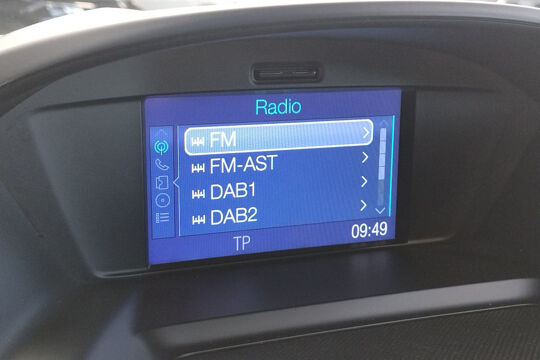 Radio
FM
FM-AST
DAB1
DAB2
TP
09:49